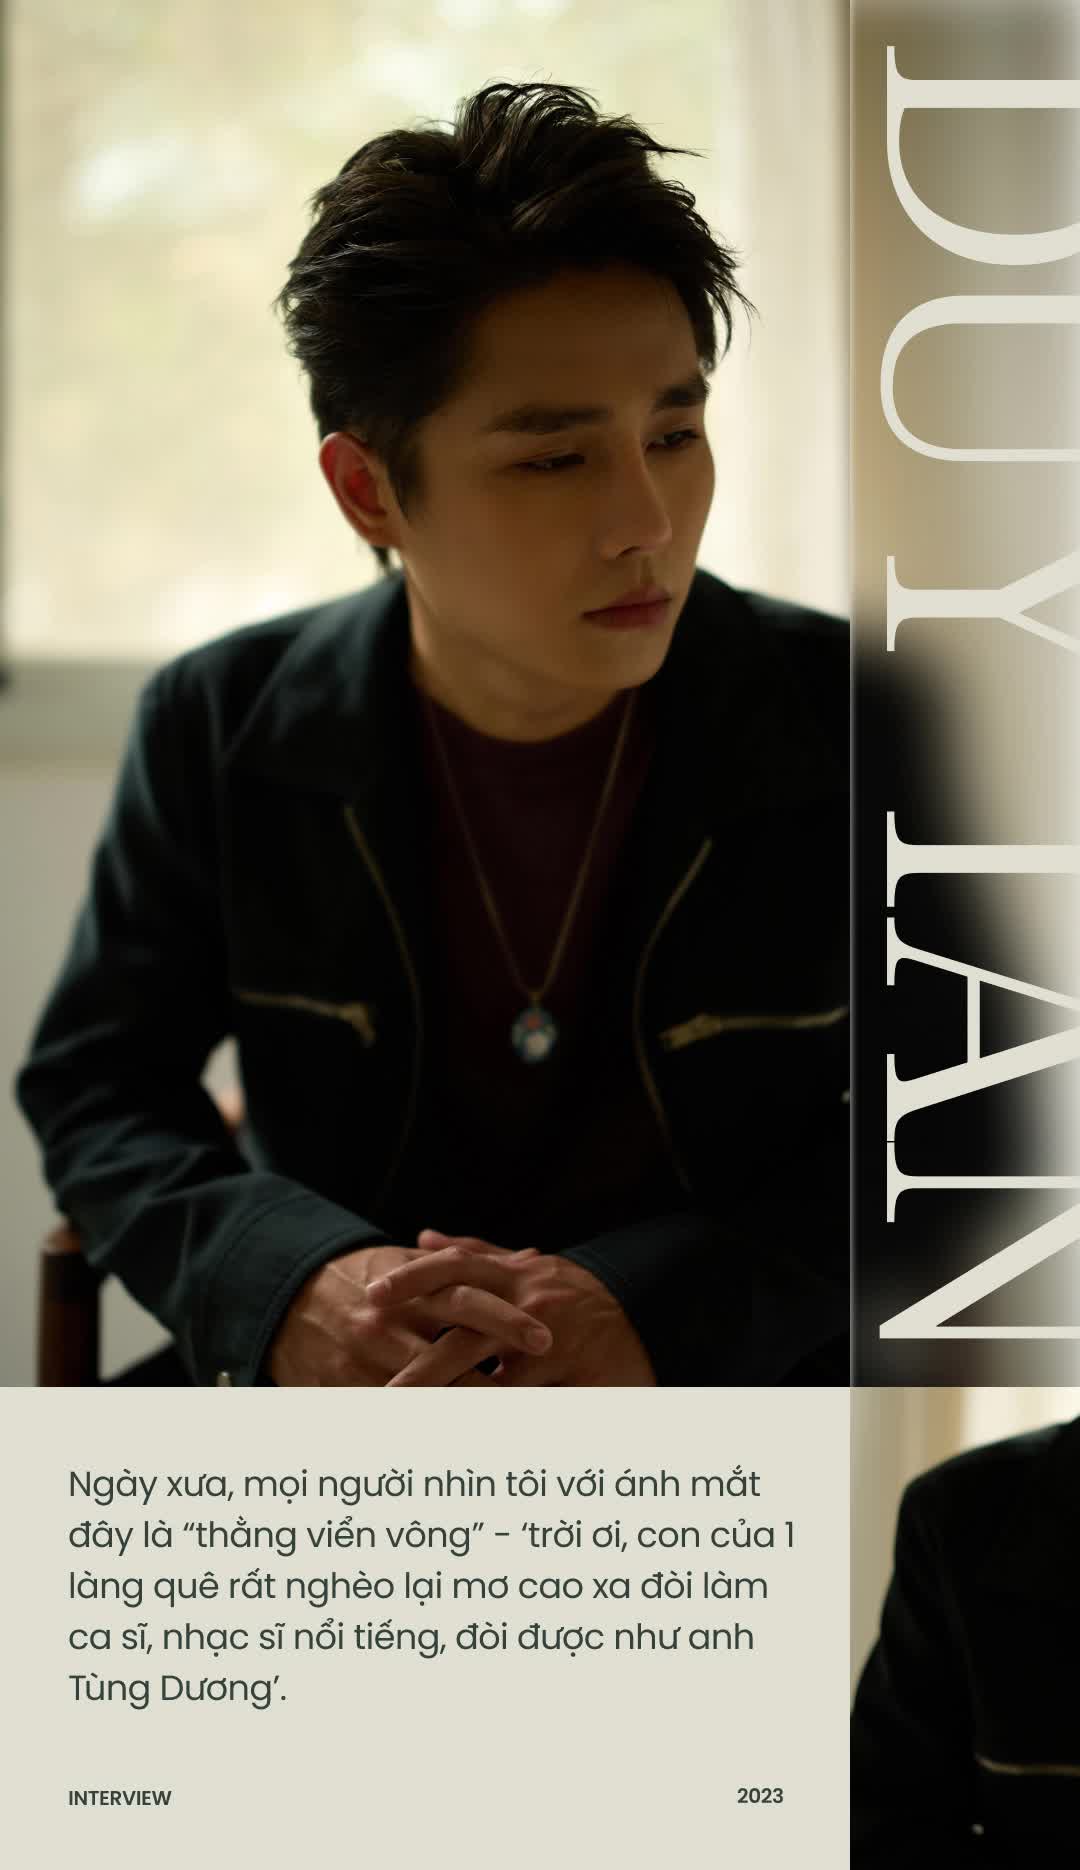 DUY IAN
Ngày xưa, mọi người nhìn tôi với ánh mắt
đây là “thằng viển vông” - ‘trời ơi, con của 1
làng quê rất nghèo lại mơ cao xa đòi làm
ca sĩ, nhạc sĩ nổi tiếng, đòi được như anh
Tùng Dương’.
INTERVIEW
2023